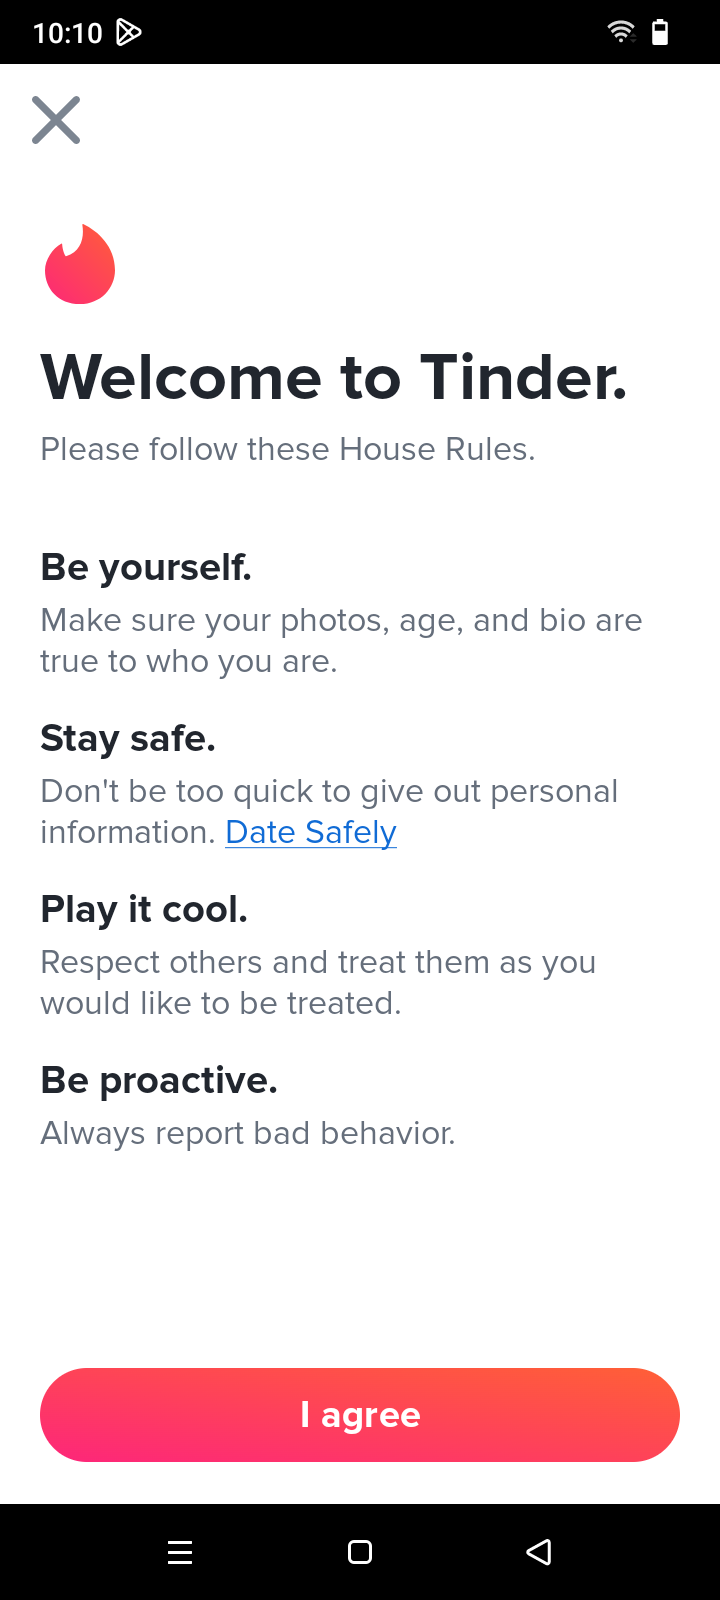 10:10
Welcome to Tinder.
Please follow these House Rules.
Be yourself.
Make sure your photos, age, and bio are
true to who you are.
Stay safe.
Don't be too quick to give out personal
information. Date Safely
Play it cool.
Respect others and treat them as you
would like to be treated.
Be proactive.
Always report bad behavior.
I agree